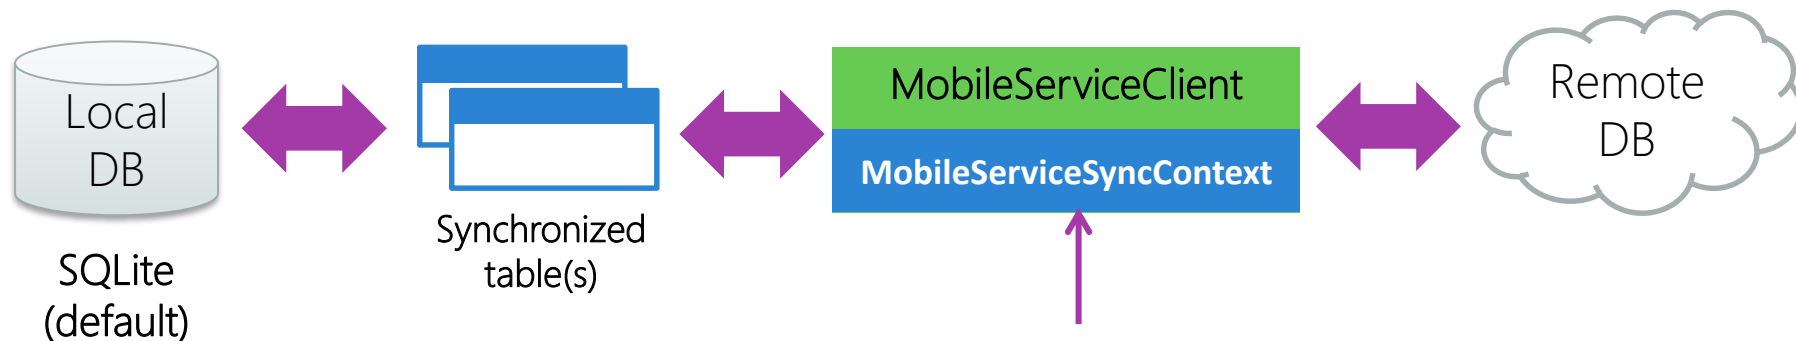 Local
DB
SQLite
(default)
Synchronized
table(s)
MobileServiceClient
MobileServiceSyncContext
Remote
DB